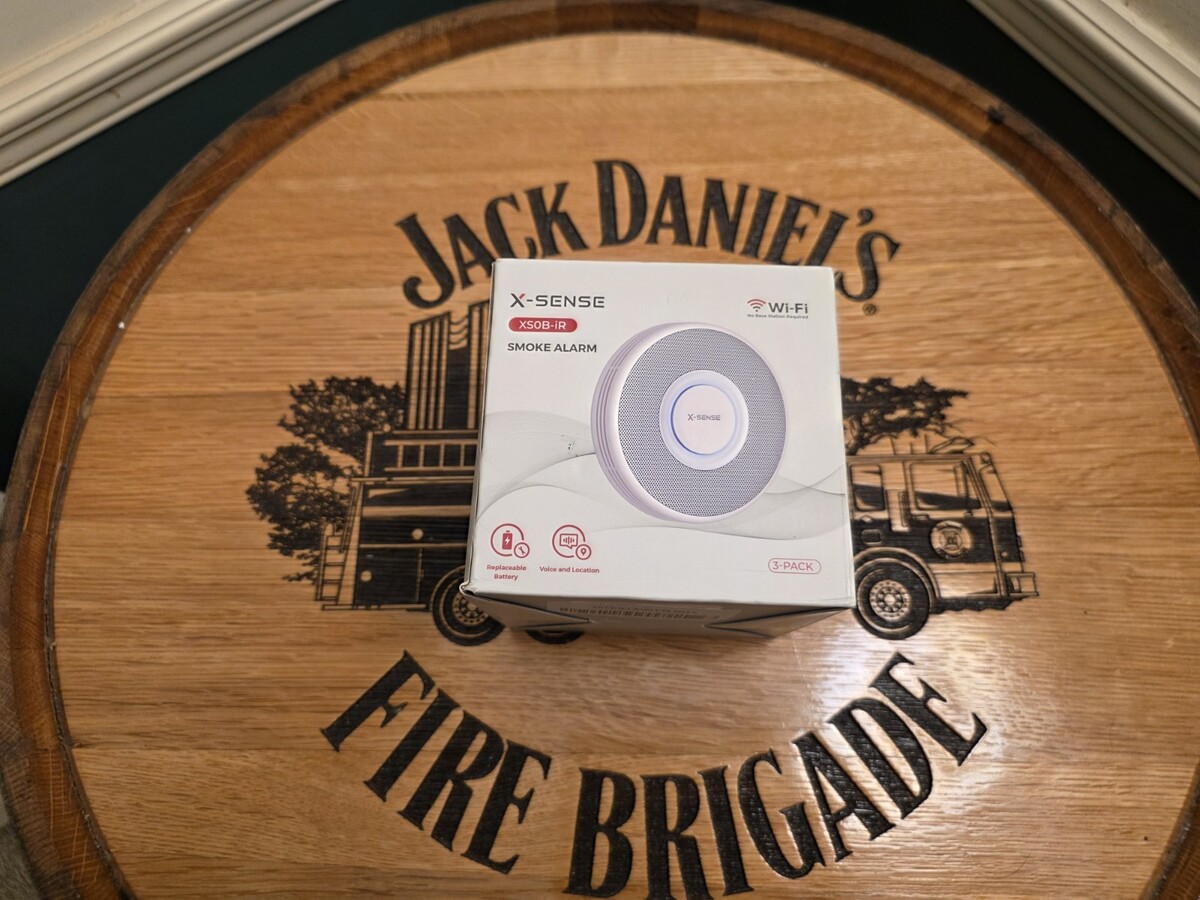 JACK DANIEL'S
®
X-SENSE
Wi-Fi
No Base Station Required
XS0B-iR
SMOKE ALARM
X-SENSE
Replaceable
Battery
Voice and Location
3-PACK
FIRE BRIGADE